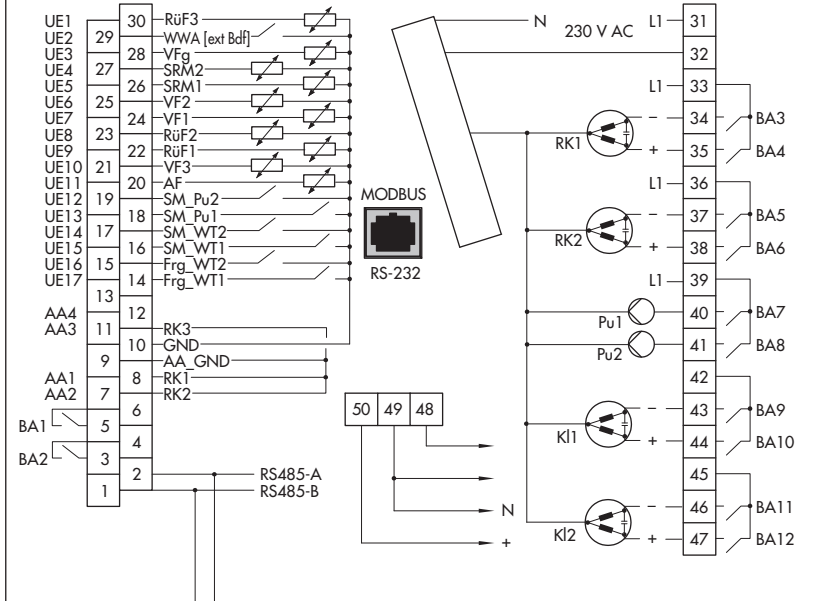 UE1 30 RüF3 N 230 V AC L1 31
UE2 29 WWA [ext Bdf]
UE3 28 VFg 32
UE4 27 SRM2
UE5 26 SRM1 L1 33
UE6 25 VF2
UE7 24 VF1 − 34 BA3
UE8 23 RüF2 RK1
UE9 22 RüF1 + 35 BA4
UE10 21 VF3
UE11 20 AF L1 36
UE12 19 SM_Pu2 MODBUS
UE13 18 SM_Pu1 − 37 BA5
UE14 17 SM_WT2 RK2
UE15 16 SM_WT1 + 38 BA6
UE16 15 Frg_WT2 RS-232
UE17 14 Frg_WT1 L1 39
13
AA4 12 40 BA7
AA3 11 RK3 Pu1
10 GND 41 BA8
9 AA_GND Pu2
AA1 8 RK1 42
AA2 7 RK2
6 50 49 48 − 43 BA9
BA1 5 Kl1
4 + 44 BA10
BA2 3
2 RS485-A 45
1 RS485-B
N − 46 BA11
Kl2
+ + 47 BA12